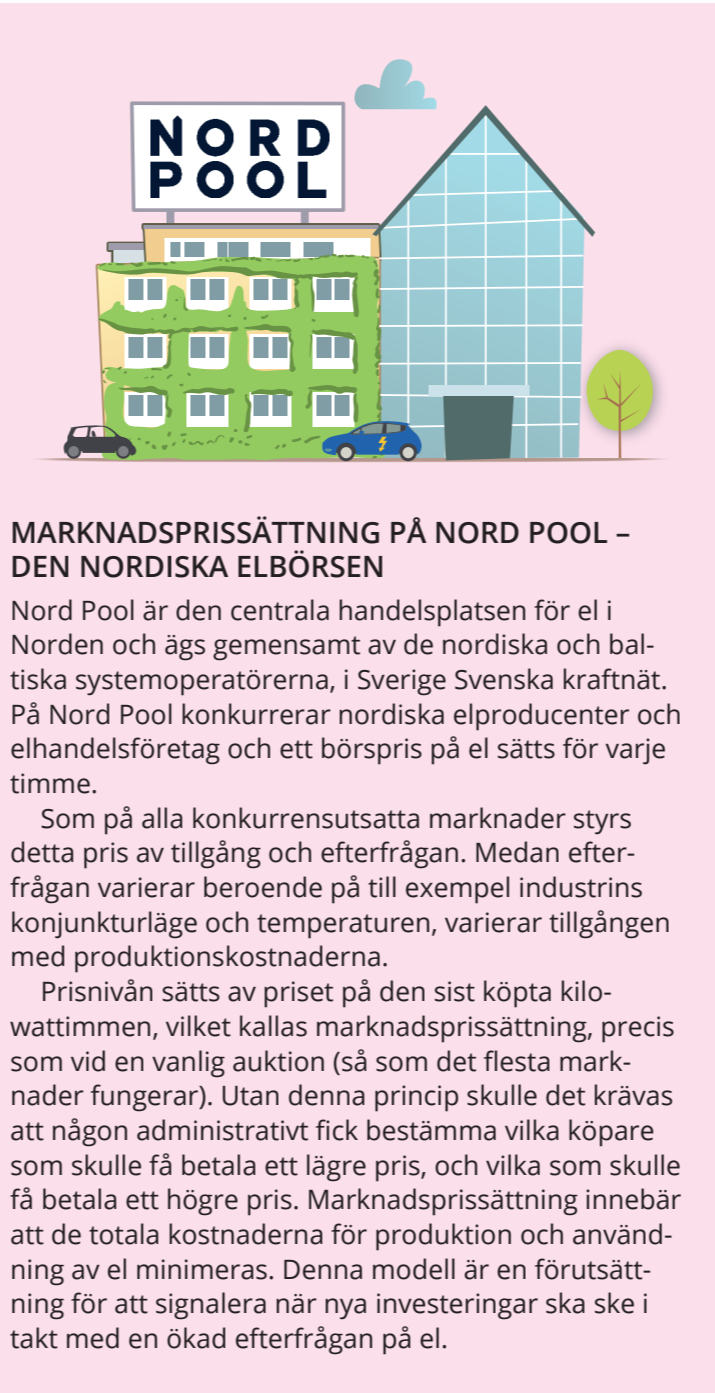 NORD
POOL
MARKNADSPRISSÄTTNING PÅ NORD POOL –
DEN NORDISKA ELBÖRSEN
Nord Pool är den centrala handelsplatsen för el i
Norden och ägs gemensamt av de nordiska och bal-
tiska systemoperatörerna, i Sverige Svenska kraftnät.
På Nord Pool konkurrerar nordiska elproducenter och
elhandelsföretag och ett börspris på el sätts för varje
timme.
Som på alla konkurrensutsatta marknader styrs
detta pris av tillgång och efterfrågan. Medan efter-
frågan varierar beroende på till exempel industrins
konjunkturläge och temperaturen, varierar tillgången
med produktionskostnaderna.
Prisnivån sätts av priset på den sist köpta kilo-
wattimmen, vilket kallas marknadsprissättning, precis
som vid en vanlig auktion (så som det flesta mark-
nader fungerar). Utan denna princip skulle det krävas
att någon administrativt fick bestämma vilka köpare
som skulle få betala ett lägre pris, och vilka som skulle
få betala ett högre pris. Marknadsprissättning innebär
att de totala kostnaderna för produktion och använd-
ning av el minimeras. Denna modell är en förutsätt-
ning för att signalera när nya investeringar ska ske i
takt med en ökad efterfrågan på el.